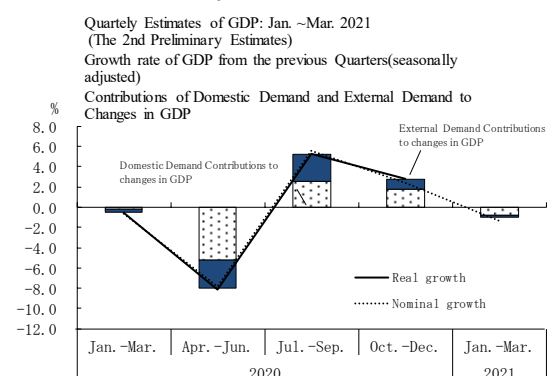 Quartely Estimates of GDP: Jan. ~Mar. 2021
(The 2nd Preliminary Estimates)
Growth rate of GDP from the previous Quarters(seasonally
adjusted)
Contributions of Domestic Demand and External Demand to
Changes in GDP
%
8.0
6.0
4.0
2.0
0.0
−2.0
−4.0
−6.0
−8.0
−10.0
−12.0
External Demand Contributions
to changes in GDP
Domestic Demand Contributions to
changes in GDP
Real growth
Nominal growth
Jan.-Mar. Apr.-Jun. Jul.-Sep. Oct.-Dec. Jan.-Mar.
2020 2021